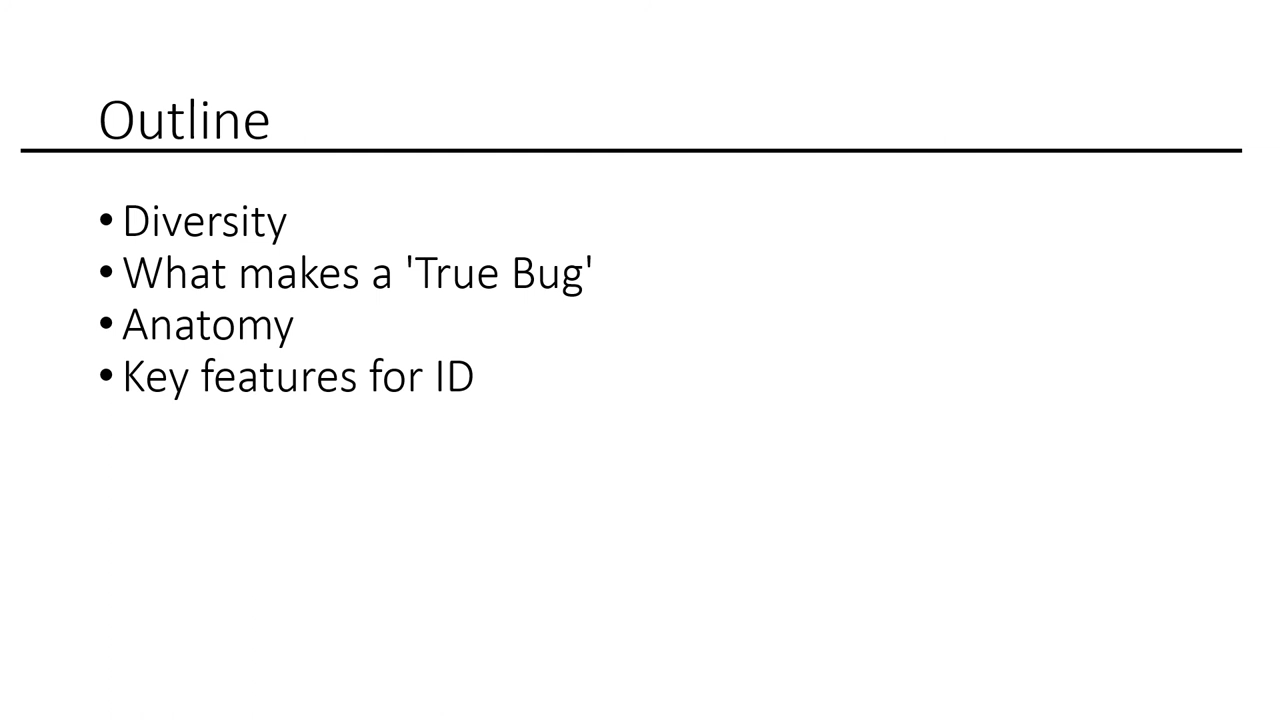 Outline
• Diversity
• What makes a 'True Bug'
• Anatomy
• Key features for ID